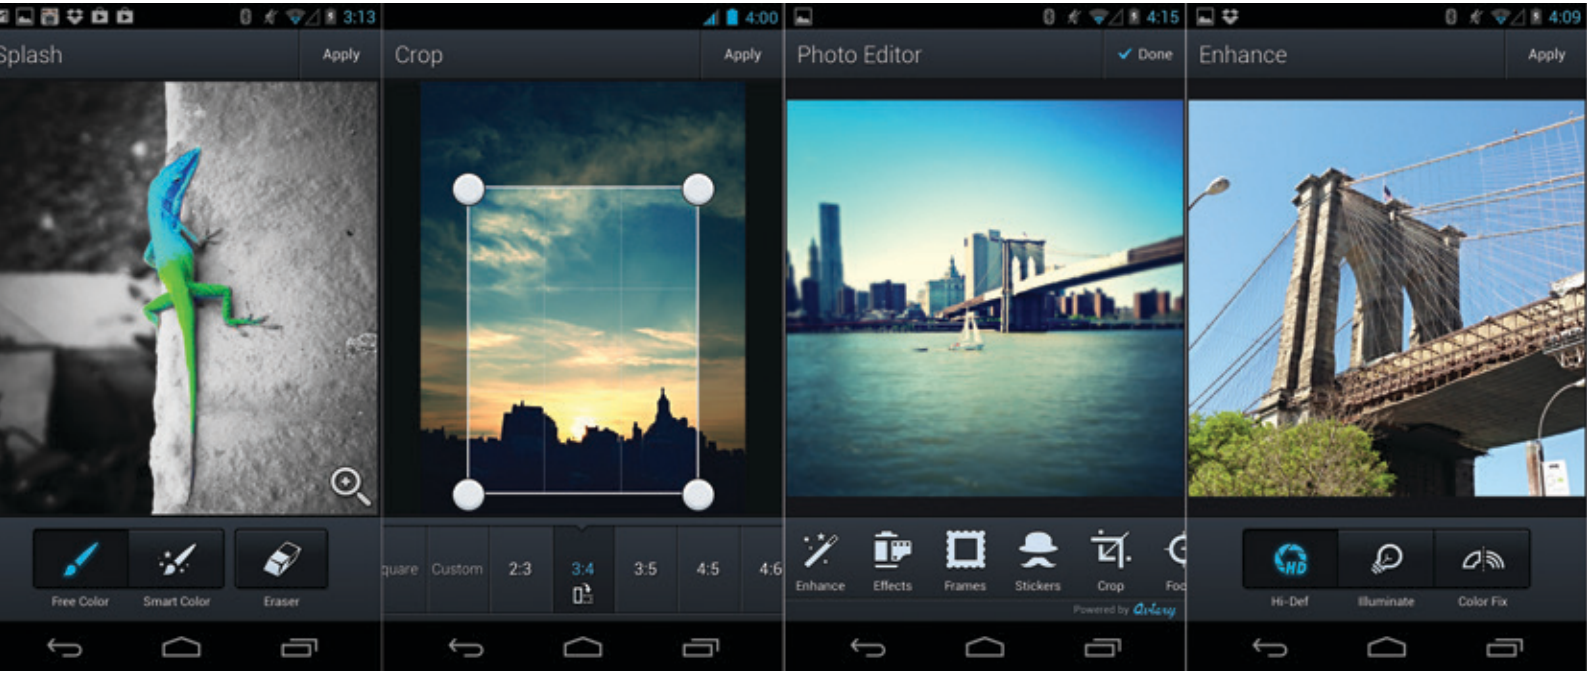 3:13
Splash
Apply
Free Color
Smart Color
Eraser
4:00
Crop
Apply
quare
Custom
2:3
3:4
3:5
4:5
4:6
4:15
Photo Editor
Done
Enhance
Effects
Frames
Stickers
Crop
Foc
Powered by Aviary
4:09
Enhance
Apply
HD
Hi-Def
Illuminate
Color Fix